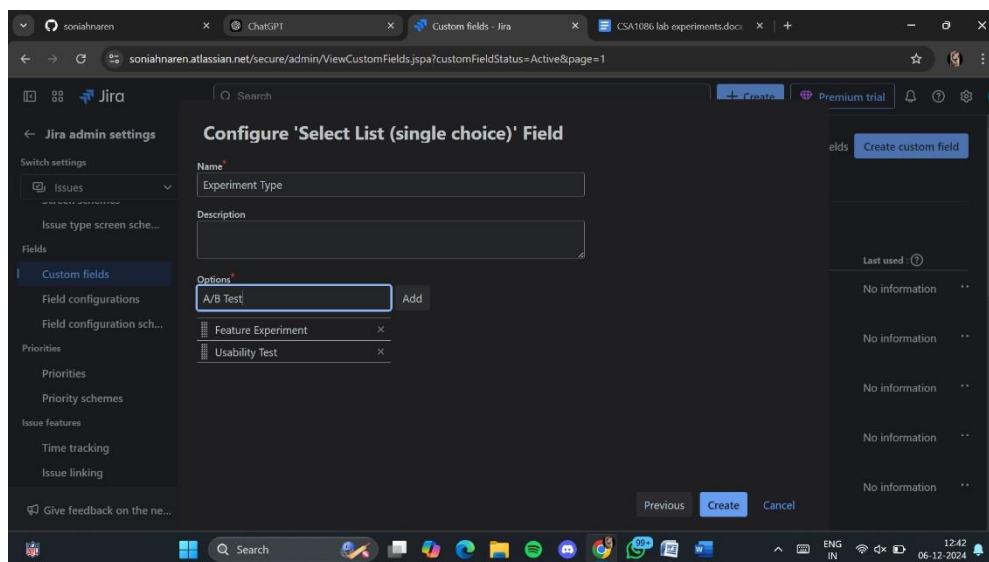 soniahnaren
ChatGPT
Custom fields - Jira
CSA1086 lab experiments.doc
soniahnaren.atlassian.net/secure/admin/ViewCustomFields.jspa?customFieldStatus=Active&page=1
Jira
Search
Create
Premium trial
Jira admin settings
Switch settings
Issues
Issue type screen sche...
Fields
Custom fields
Field configurations
Field configuration sch...
Priorities
Priorities
Priority schemes
Issue features
Time tracking
Issue linking
Give feedback on the ne...
Configure 'Select List (single choice)' Field
Name*
Experiment Type
Description
Options*
A/B Test
Add
Feature Experiment
Usability Test
Previous
Create
Cancel
elds
Create custom field
Last used
No information
No information
No information
No information
No information
Search
99+
ENG
IN
12:42
06-12-2024